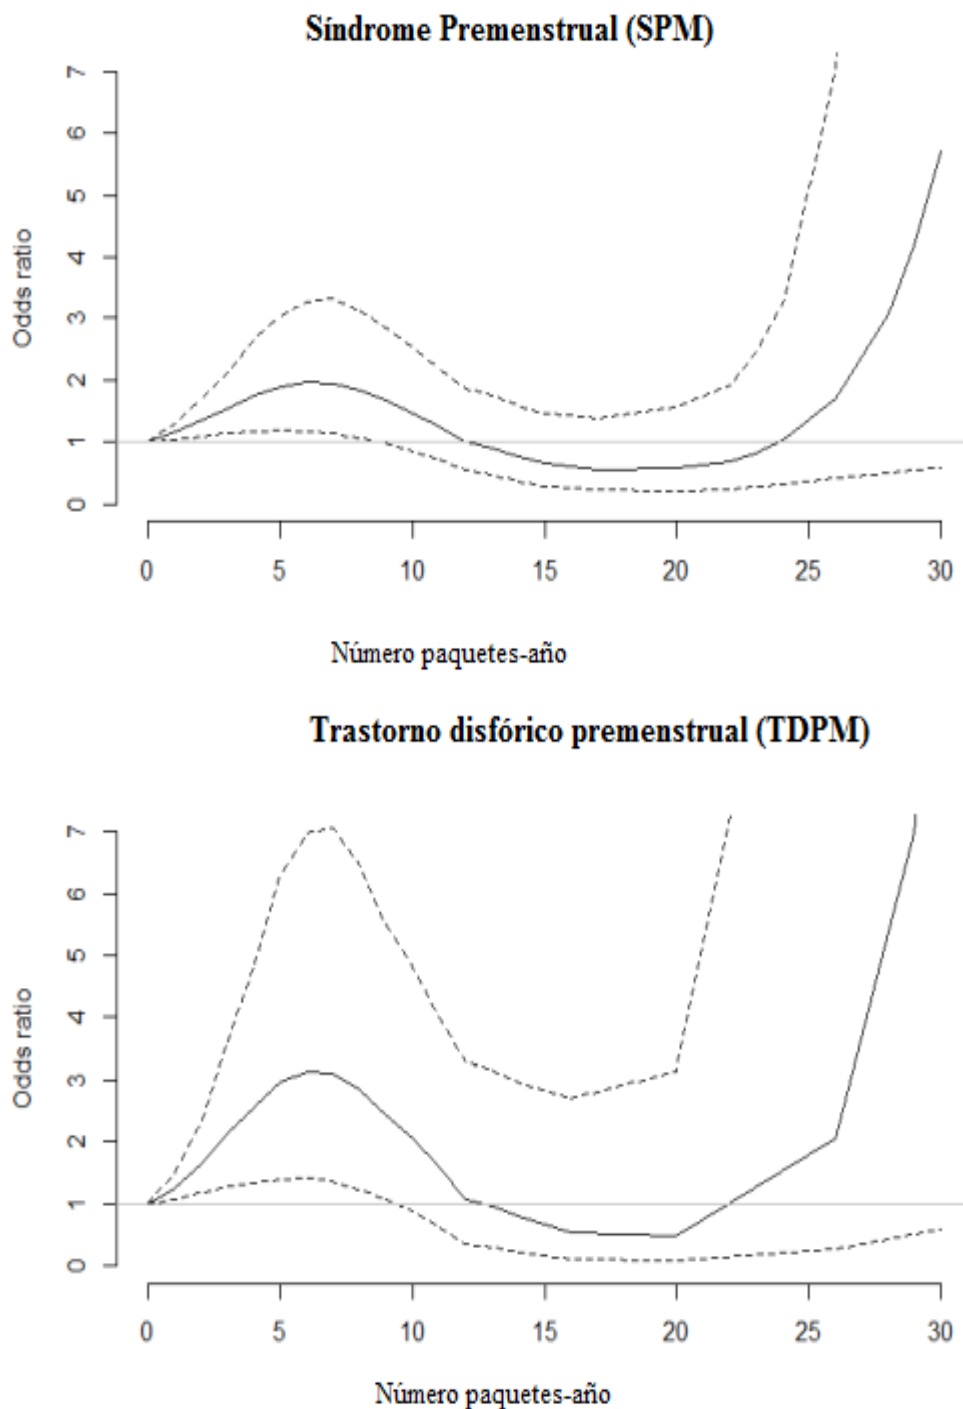 Síndrome Premenstrual (SPM)
7
6
5
4
3
2
1
0
Odds ratio
0 5 10 15 20 25 30
Número paquetes-año
Trastorno disfórico premenstrual (TDPM)
7
6
5
4
3
2
1
0
Odds ratio
0 5 10 15 20 25 30
Número paquetes-año